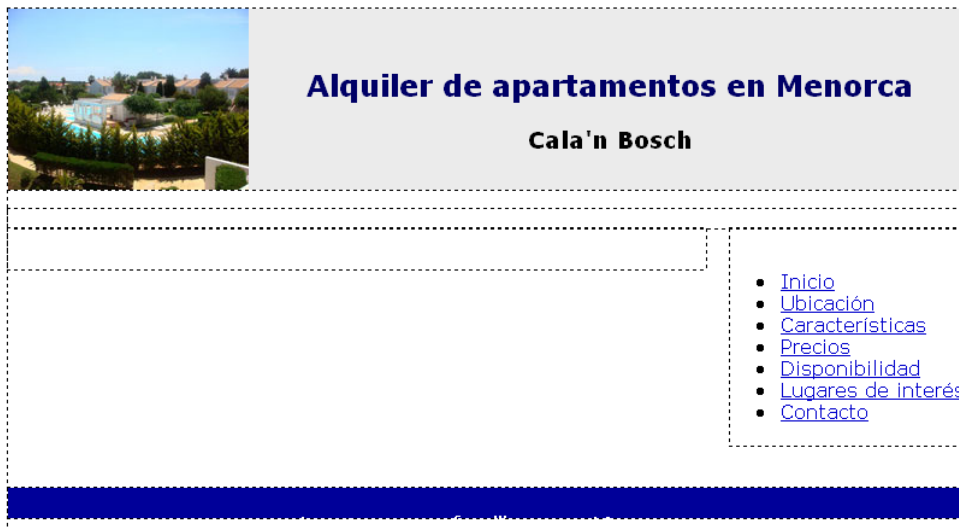 Alquiler de apartamentos en Menorca
Cala'n Bosch
Inicio
Ubicación
Características
Precios
Disponibilidad
Lugares de interés
Contacto